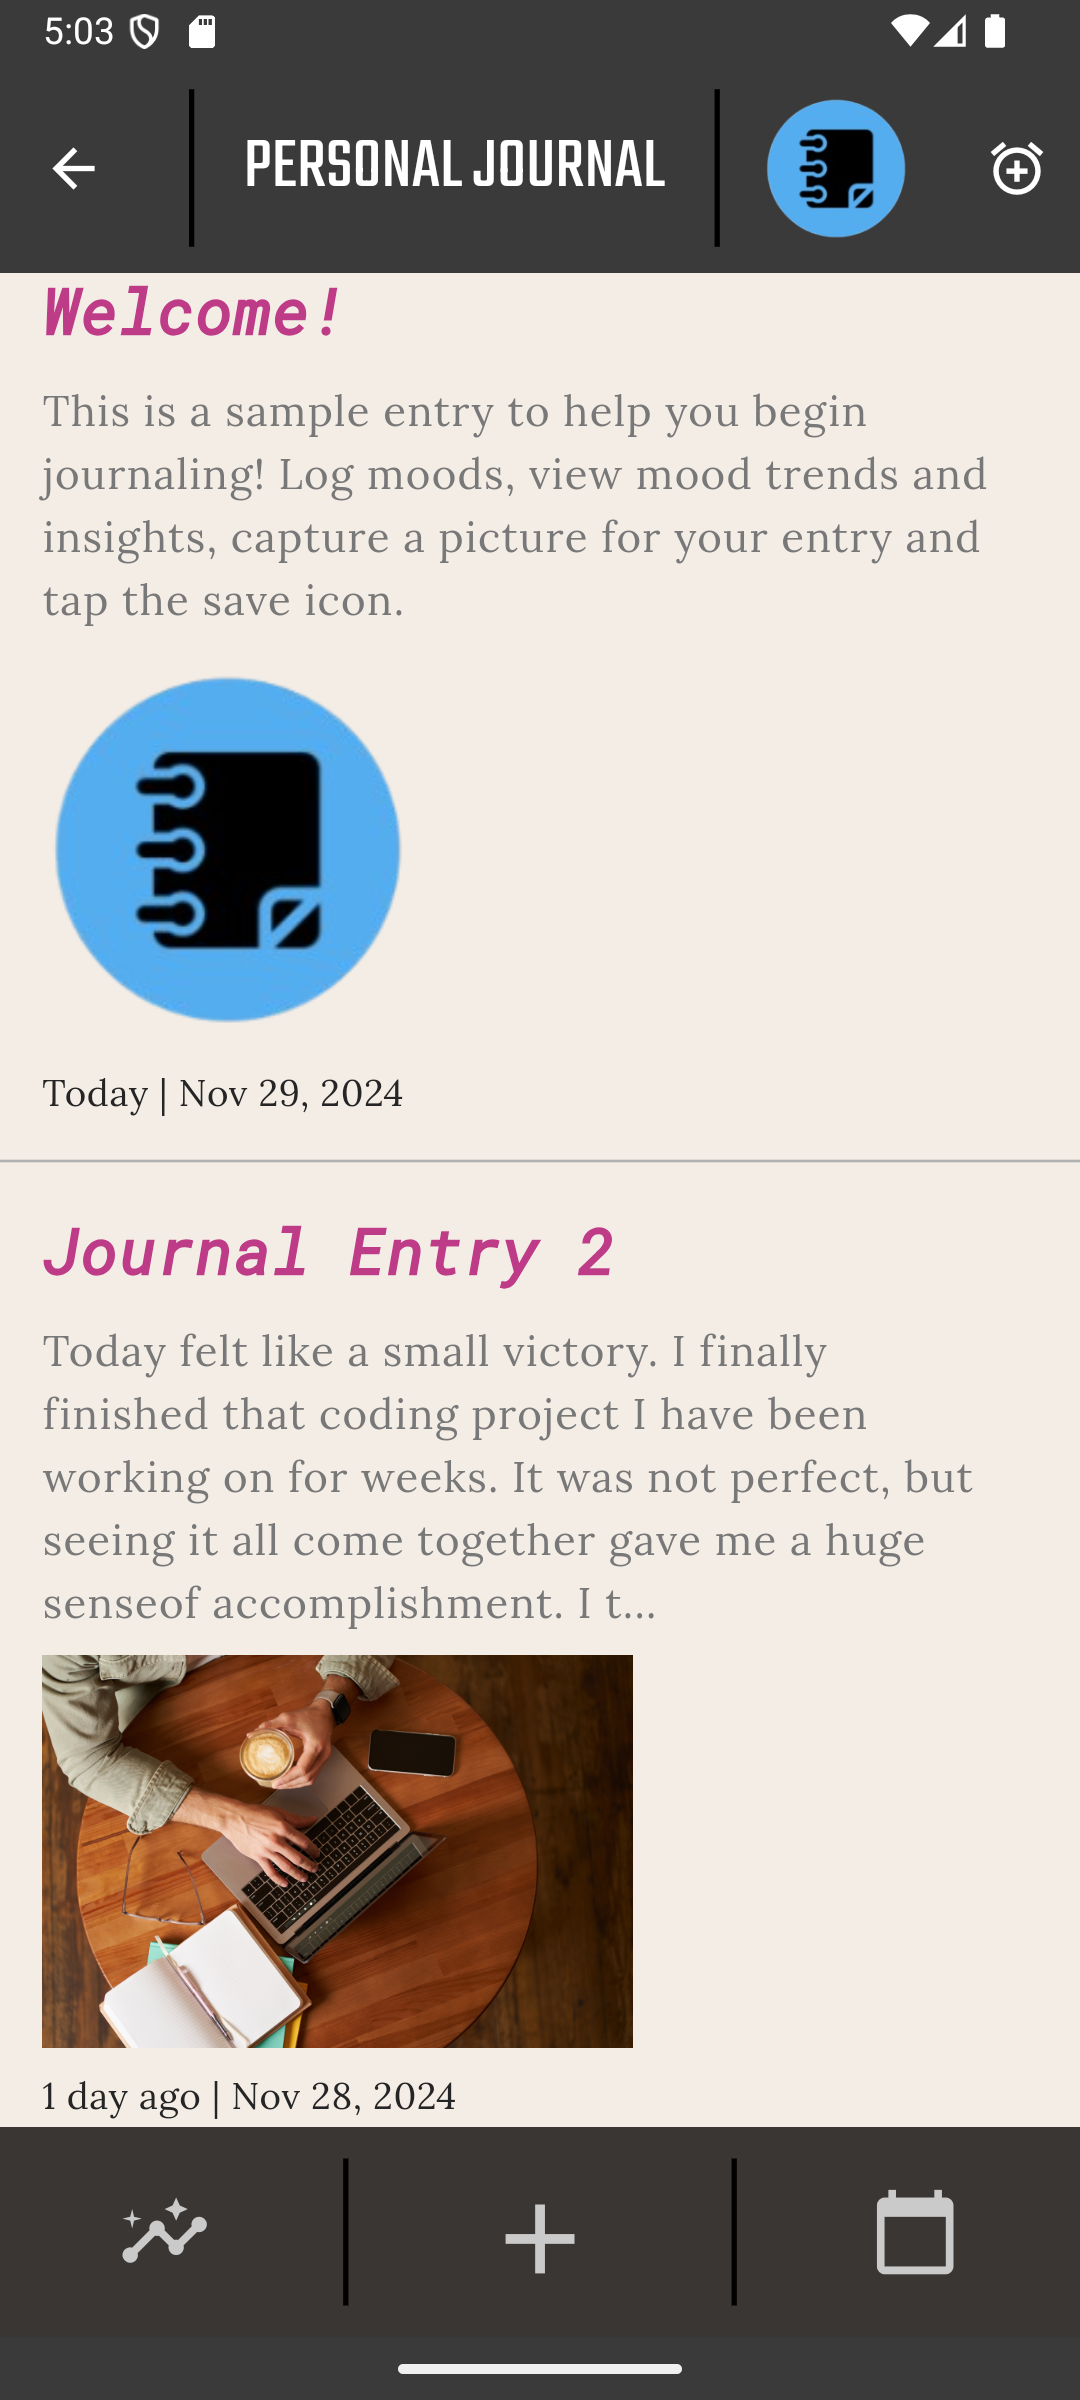 5:03
PERSONAL JOURNAL
Welcome!
This is a sample entry to help you begin
journaling! Log moods, view mood trends and
insights, capture a picture for your entry and
tap the save icon.
Today | Nov 29, 2024
Journal Entry 2
Today felt like a small victory. I finally
finished that coding project I have been
working on for weeks. It was not perfect, but
seeing it all come together gave me a huge
senseof accomplishment. I t...
1 day ago | Nov 28, 2024